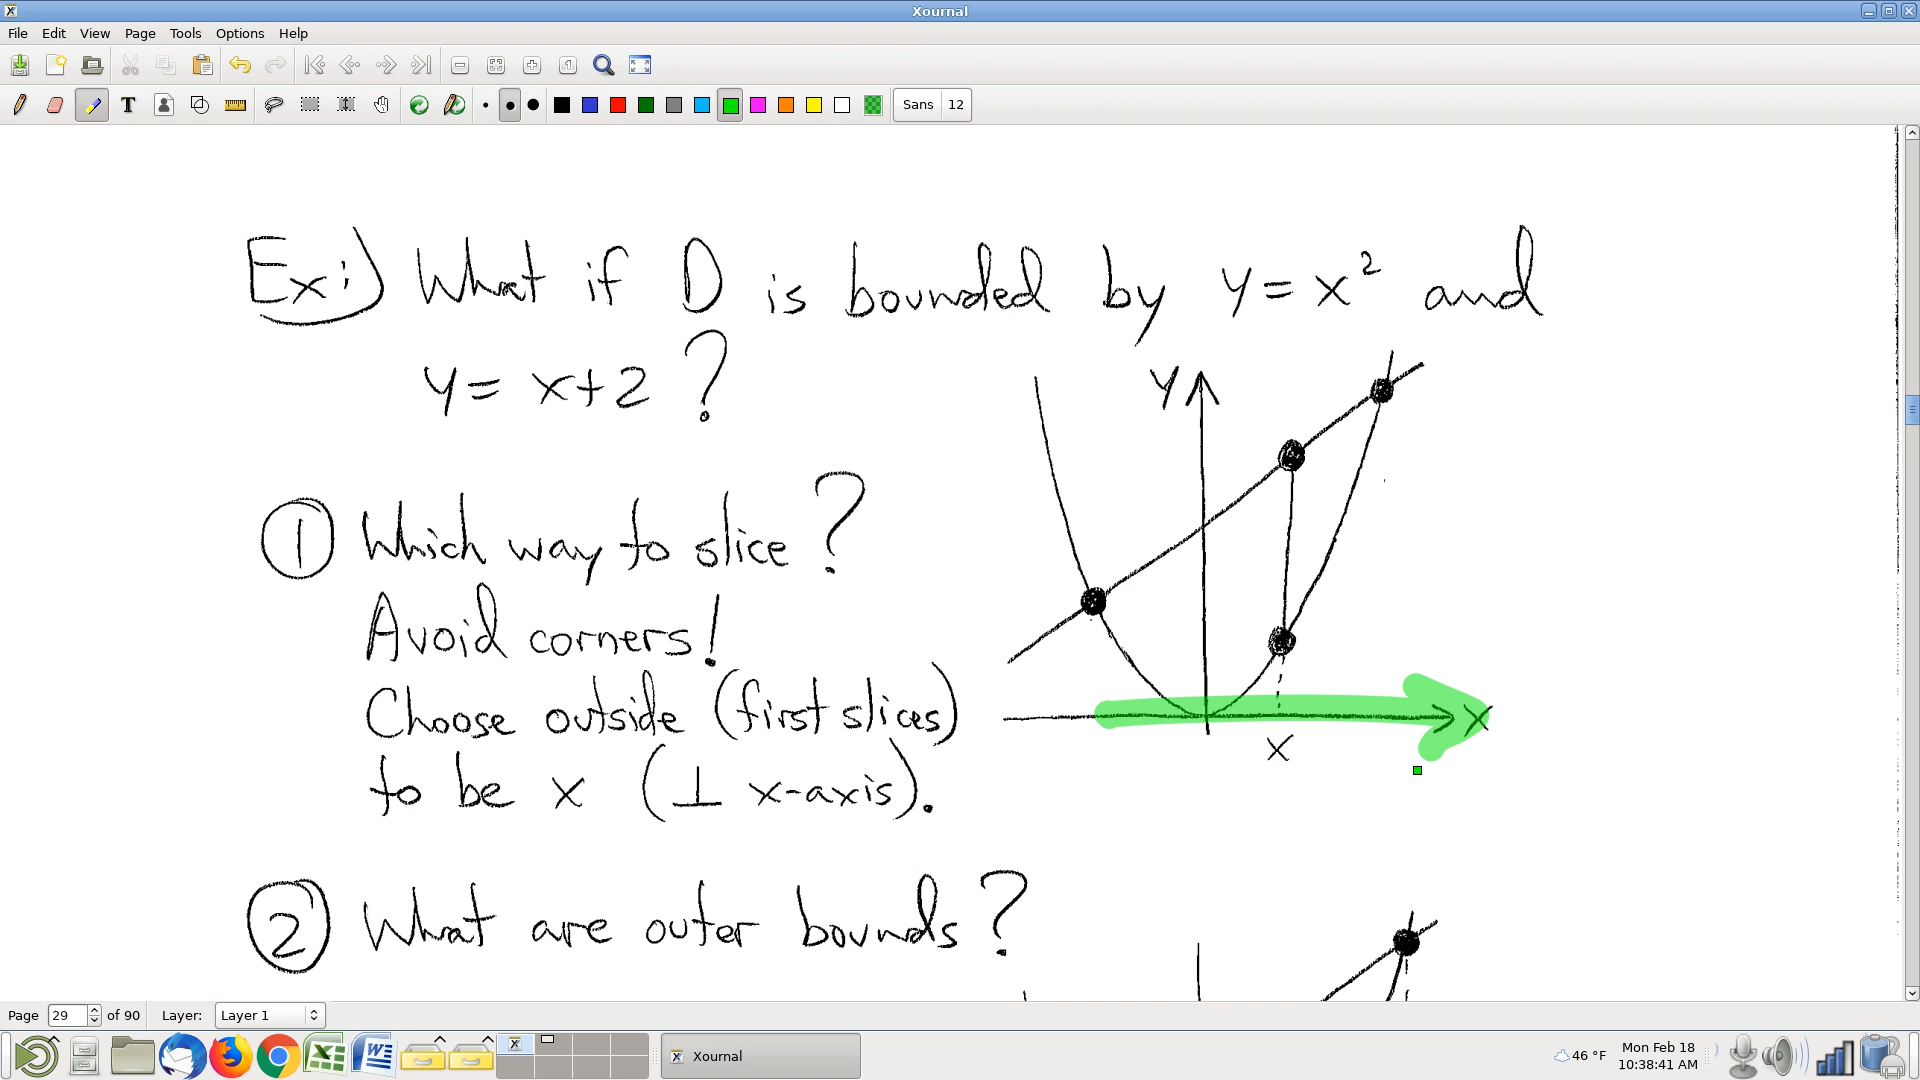 Xournal
File Edit View Page Tools Options Help
Sans 12
Ex:) What if D is bounded by y = x² and
y = x+2 ?
① Which way to slice ?
Avoid corners!
Choose outside (first slices)
to be x (⊥ x-axis).
y
x
x
② What are outer bounds?
Page 29 of 90 Layer: Layer 1
Xournal
46 °F
Mon Feb 18
10:38:41 AM